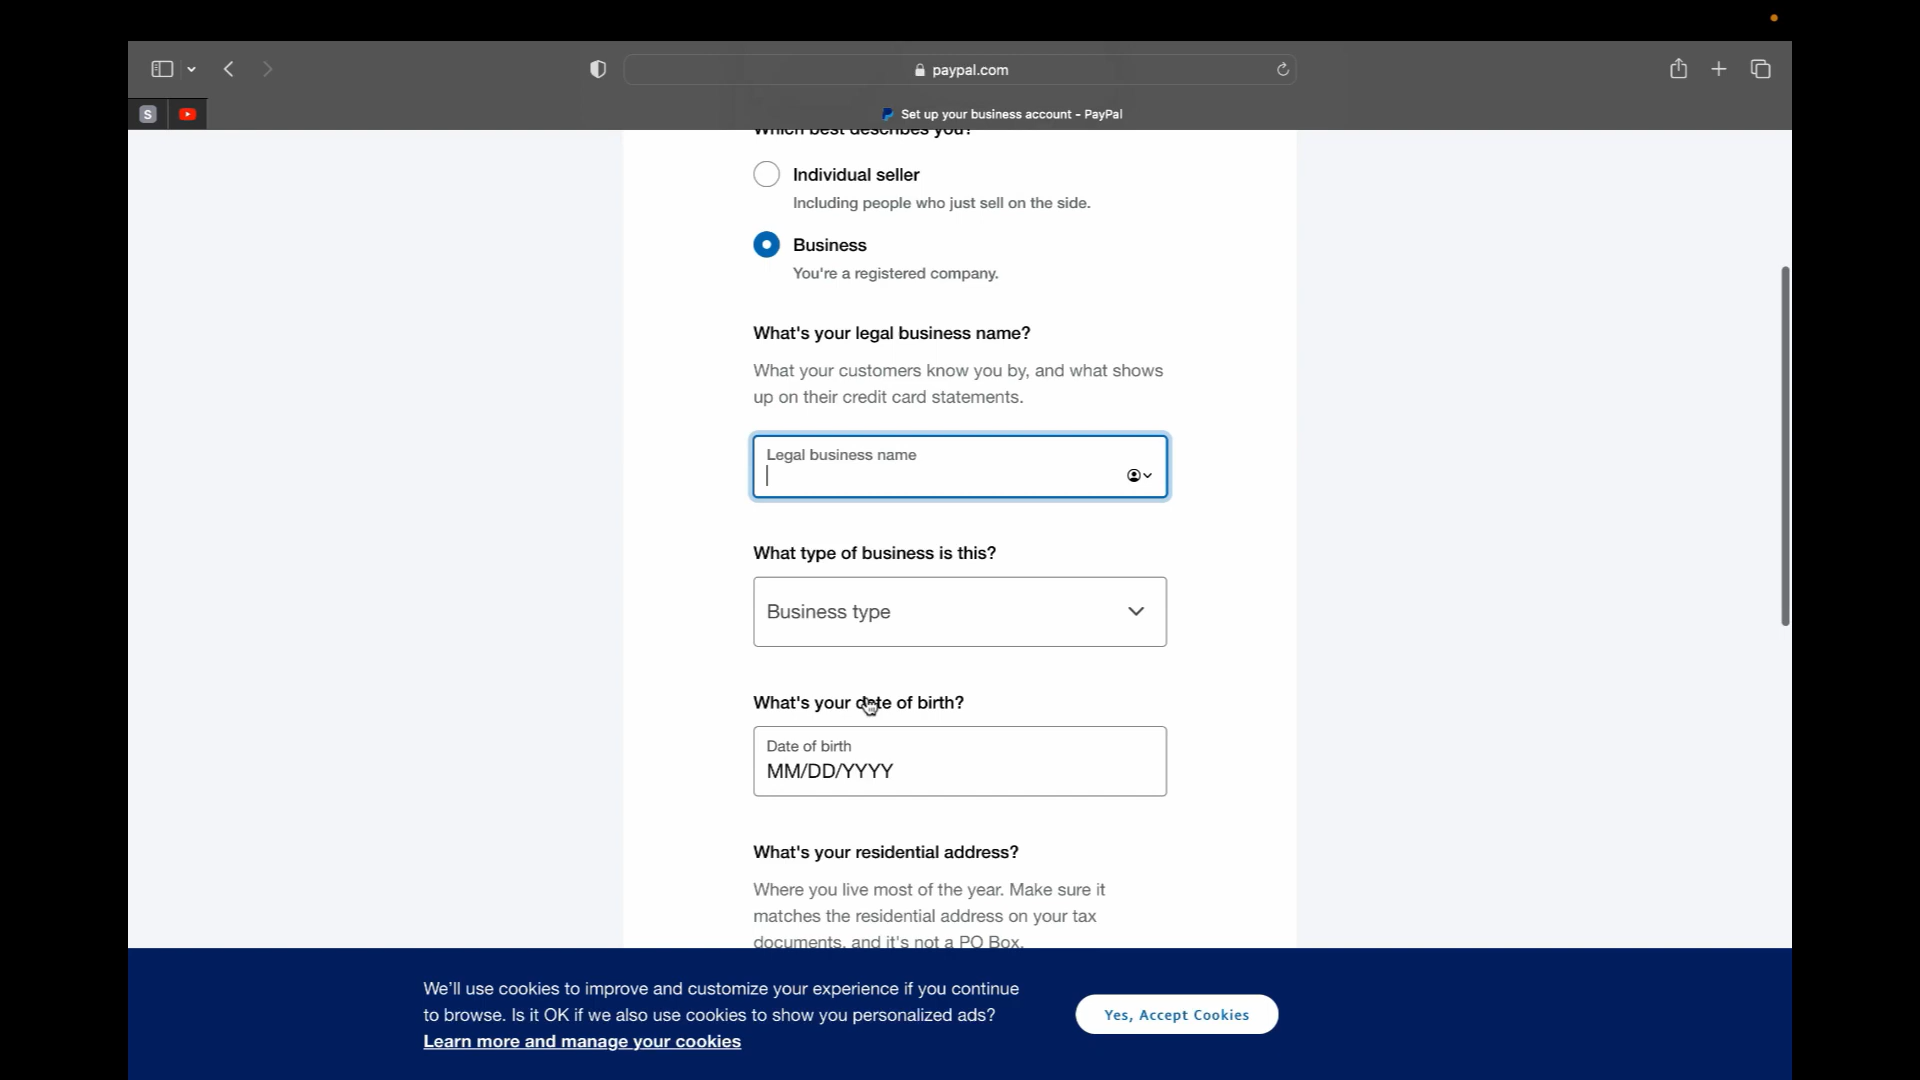 paypal.com
S
Set up your business account - PayPal
Which best describes you?
Individual seller
Including people who just sell on the side.
Business
You're a registered company.
What's your legal business name?
What your customers know you by, and what shows
up on their credit card statements.
Legal business name
What type of business is this?
Business type
What's your date of birth?
Date of birth
MM/DD/YYYY
What's your residential address?
Where you live most of the year. Make sure it
matches the residential address on your tax
documents, and it's not a PO Box.
We'll use cookies to improve and customize your experience if you continue
to browse. Is it OK if we also use cookies to show you personalized ads?
Learn more and manage your cookies
Yes, Accept Cookies